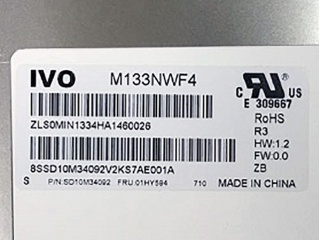 IVO M133NWF4
C UR US
E 309667
ZLS0MIN1334HA1460026
RoHS
R3
HW:1.2
FW:0.0
8SSD10M34092V2KS7AE001A
ZB
S P/N:SD10M34092 FRU:01HY594 710 MADE IN CHINA